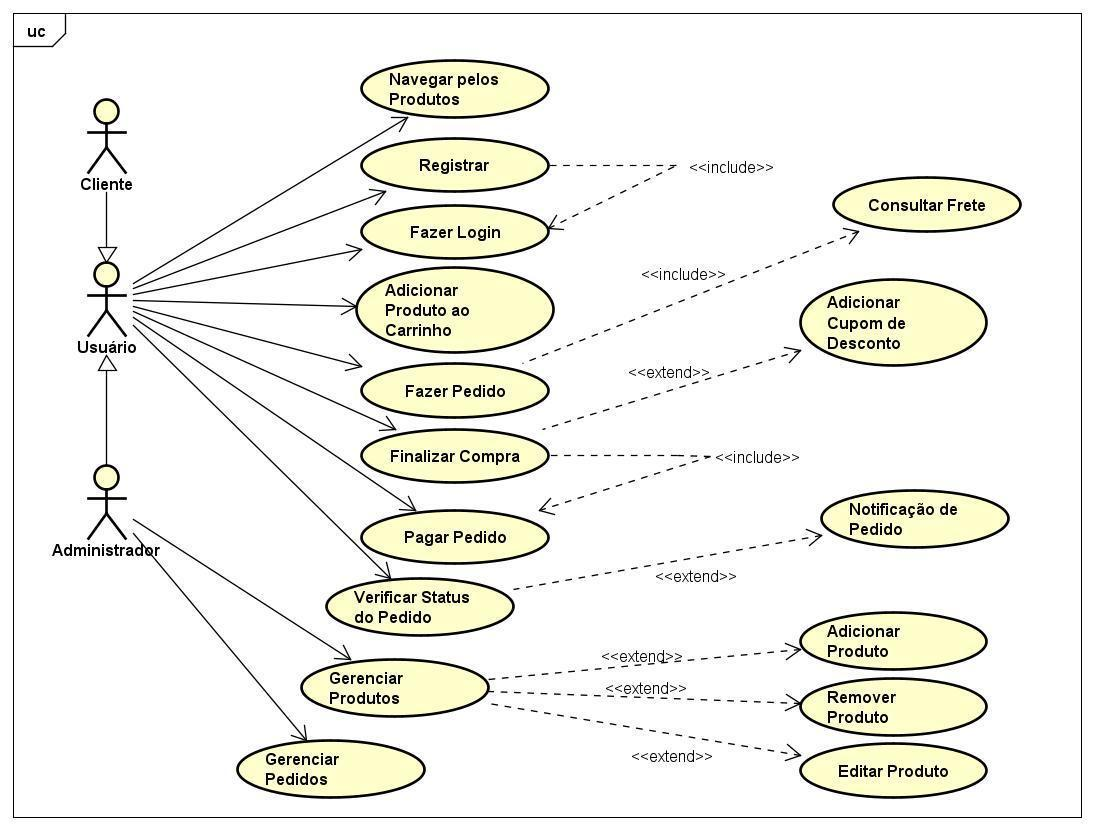 uc
Cliente
Usuário
Administrador
Navegar pelos
Produtos
Registrar
<<include>>
Fazer Login
Consultar Frete
<<include>>
Adicionar
Produto ao
Carrinho
Adicionar
Cupom de
Desconto
<<extend>>
Fazer Pedido
Finalizar Compra
<<include>>
Pagar Pedido
Notificação de
Pedido
<<extend>>
Verificar Status
do Pedido
Gerenciar
Produtos
<<extend>>
Adicionar
Produto
<<extend>>
Remover
Produto
<<extend>>
Editar Produto
Gerenciar
Pedidos